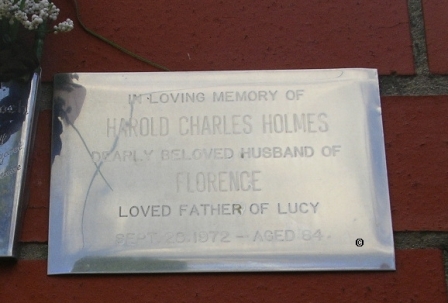 IN LOVING MEMORY OF
HAROLD CHARLES HOLMES
DEARLY BELOVED HUSBAND OF
FLORENCE
LOVED FATHER OF LUCY
SEPT. 20. 1972 – AGED 84.